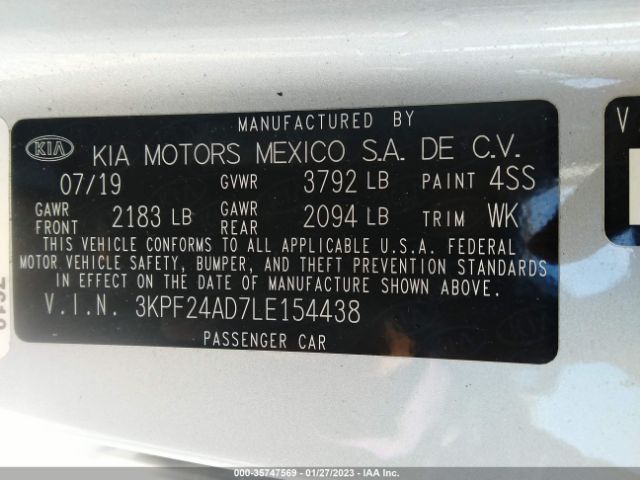 MANUFACTURED BY
KIA KIA MOTORS MEXICO S.A. DE C.V.
07/19 GVWR 3792 LB PAINT 4SS
GAWR FRONT 2183 LB GAWR REAR 2094 LB TRIM WK
THIS VEHICLE CONFORMS TO ALL APPLICABLE U.S.A. FEDERAL
MOTOR VEHICLE SAFETY, BUMPER, AND THEFT PREVENTION STANDARDS
IN EFFECT ON THE DATE OF MANUFACTURE SHOWN ABOVE.
V.I.N. 3KPF24AD7LE154438
PASSENGER CAR
V
000-35747569 - 01/27/2023 - IAAI.COM